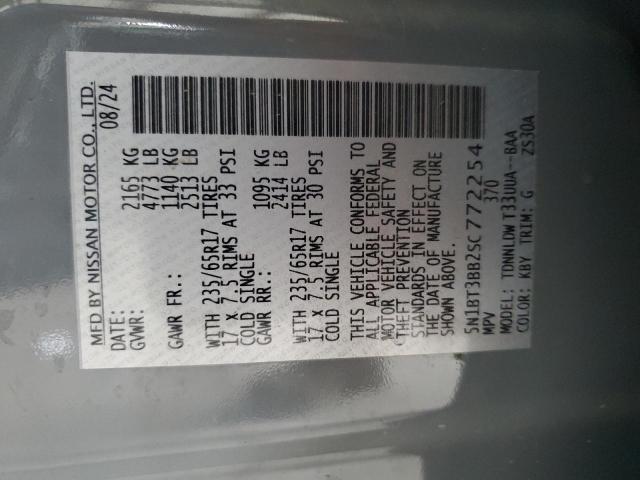 MFD BY NISSAN MOTOR CO., LTD.
DATE: 08/24
GVWR: 2165 KG
4773 LB
GAWR FR.: 1140 KG
2513 LB
WITH 235/65R17 TIRES
17 X 7.5 RIMS AT 33 PSI
COLD SINGLE
GAWR RR.: 1095 KG
2414 LB
WITH 235/65R17 TIRES
17 X 7.5 RIMS AT 30 PSI
COLD SINGLE
THIS VEHICLE CONFORMS TO
ALL APPLICABLE FEDERAL
MOTOR VEHICLE SAFETY AND
THEFT PREVENTION
STANDARDS IN EFFECT ON
THE DATE OF MANUFACTURE
SHOWN ABOVE.
5N1BT3BB2SC772254
MPV 370
MODEL: TDNNLDW T33UUA--BAA
COLOR: KBY TRIM: G ZS30A